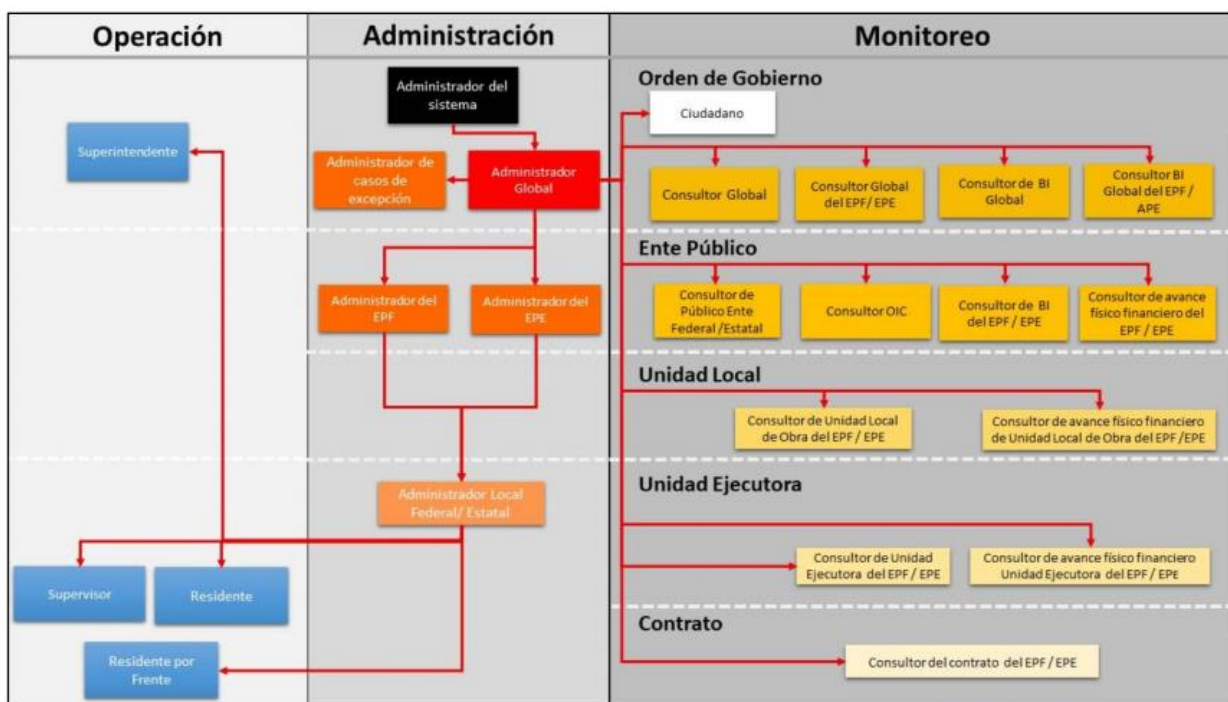 Operación
Administración
Monitoreo
Superintendente
Supervisor
Residente
Residente por
Frente
Administrador del
sistema
Administrador de
casos de
excepción
Administrador
Global
Administrador del
EPF
Administrador del
EPE
Administrador Local
Federal/ Estatal
Orden de Gobierno
Ciudadano
Consultor Global
Consultor Global
del EPF/ EPE
Consultor de BI
Global
Consultor BI
Global del EPF /
APE
Ente Público
Consultor de
Público Ente
Federal /Estatal
Consultor OIC
Consultor de BI
del EPF / EPE
Consultor de avance
físico financiero del
EPF / EPE
Unidad Local
Consultor de Unidad Local
de Obra del EPF / EPE
Consultor de avance físico financiero
de Unidad Local de Obra del EPF /EPE
Unidad Ejecutora
Consultor de Unidad
Ejecutora del EPF / EPE
Consultor de avance físico financiero
Unidad Ejecutora del EPF / EPE
Contrato
Consultor del contrato del EPF / EPE